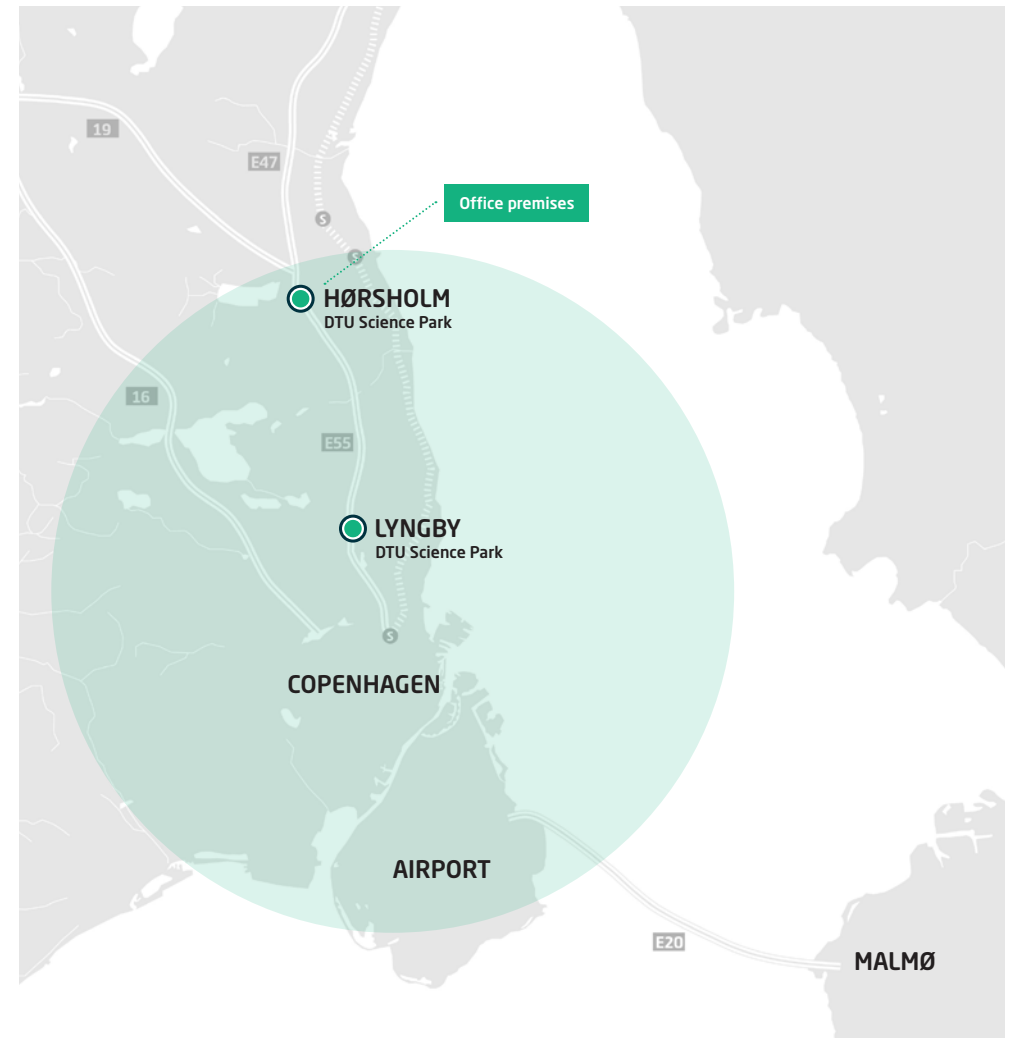 19
E47
Office premises
S
S
HØRSHOLM
DTU Science Park
16
E55
LYNGBY
DTU Science Park
S
COPENHAGEN
AIRPORT
E20
MALMØ